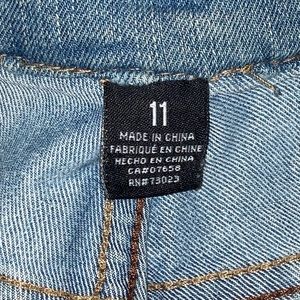 11
MADE IN CHINA
FABRIQUÉ EN CHINE
HECHO EN CHINA
CA#07658
RN#73023